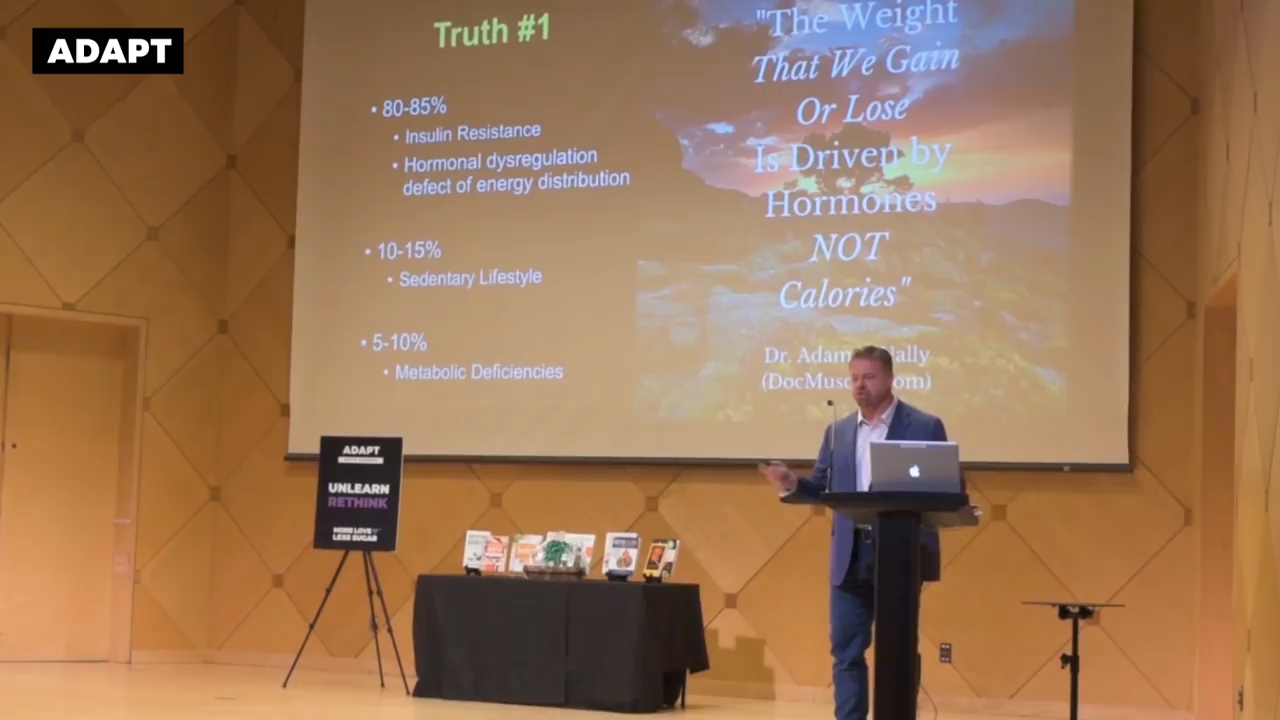 ADAPT
Truth #1
• 80-85%
• Insulin Resistance
• Hormonal dysregulation
defect of energy distribution
• 10-15%
• Sedentary Lifestyle
• 5-10%
• Metabolic Deficiencies
"The Weight
That We Gain
Or Lose
Is Driven by
Hormones
NOT
Calories"
Dr. Adam
ADAPT
UNLEARN
RETHINK
MORE LOVE
LESS SUGAR